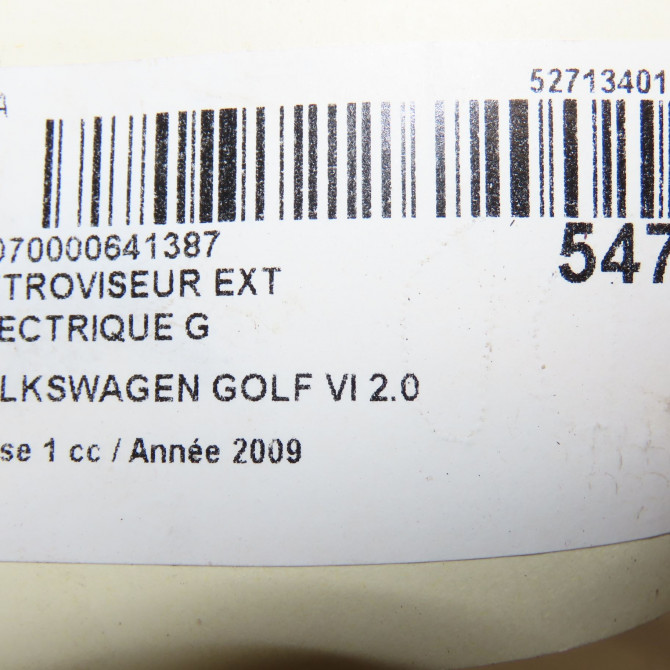 A
52713401
070000641387
547
TROVISEUR EXT
ECTRIQUE G
LKSWAGEN GOLF VI 2.0
se 1 cc / Année 2009